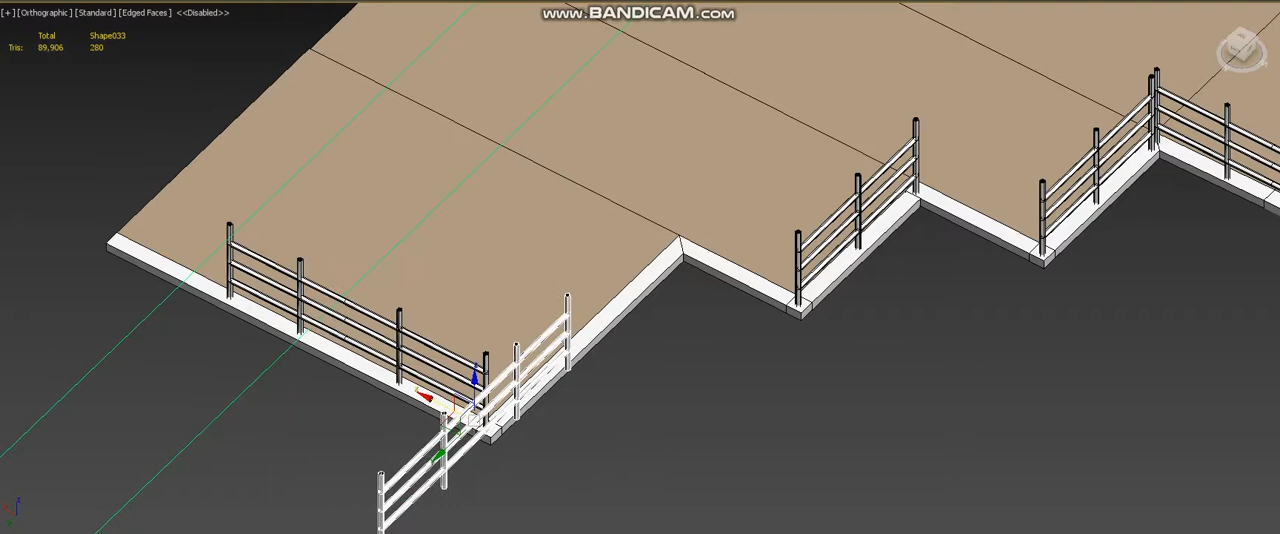 [+] [Orthographic] [Standard] [Edged Faces] <<Disabled>>
www.BANDICAM.com
Total Shape033
Tris: 89,906 280